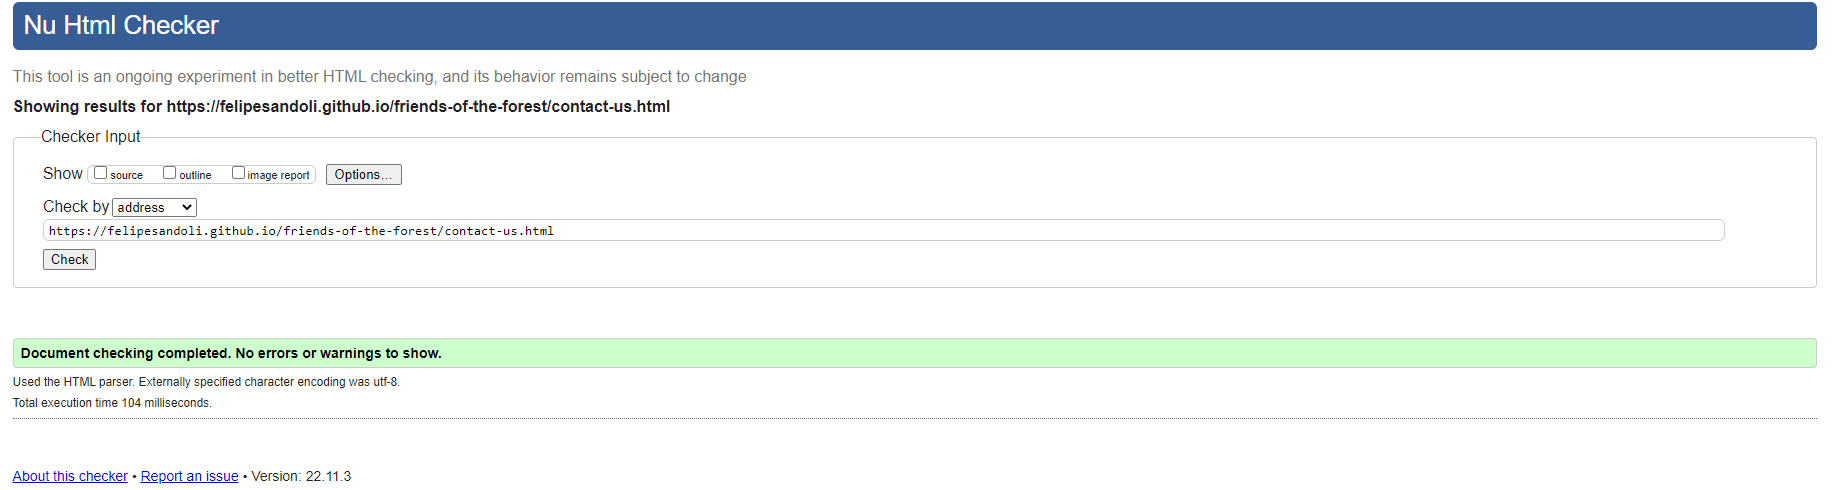 Nu Html Checker
This tool is an ongoing experiment in better HTML checking, and its behavior remains subject to change
Showing results for https://felipesandoli.github.io/friends-of-the-forest/contact-us.html
Checker Input
Show source outline image report Options...
Check by address
https://felipesandoli.github.io/friends-of-the-forest/contact-us.html
Check
Document checking completed. No errors or warnings to show.
Used the HTML parser. Externally specified character encoding was utf-8.
Total execution time 104 milliseconds.
About this checker • Report an issue • Version: 22.11.3